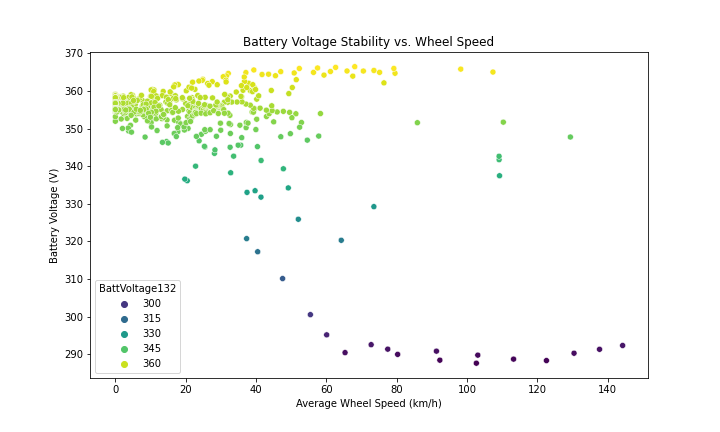 Battery Voltage Stability vs. Wheel Speed
370
360
350
340
330
320
310
300
290
Battery Voltage (V)
BattVoltage132
300
315
330
345
360
0 20 40 60 80 100 120 140
Average Wheel Speed (km/h)